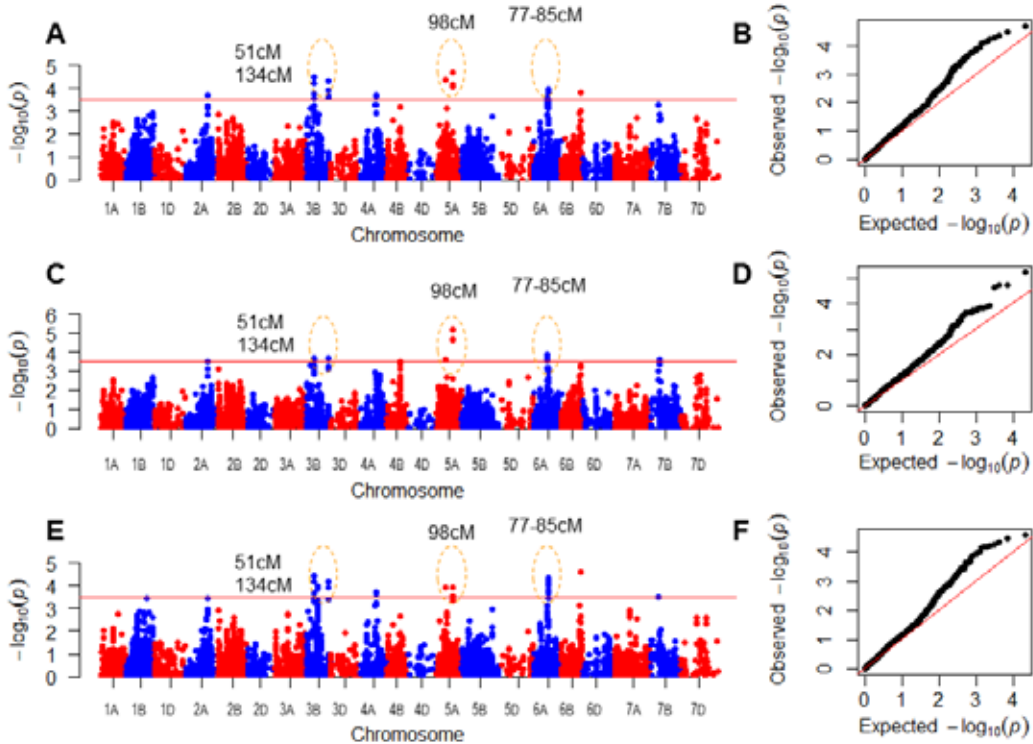 A
51cM
134cM
98cM
77-85cM
−log10(p)
5
4
3
2
1
0
1A 1B 1D 2A 2B 2D 3A 3B 3D 4A 4B 4D 5A 5B 5D 6A 6B 6D 7A 7B 7D
Chromosome
B
Observed −log10(p)
4
3
2
1
0
0 1 2 3 4
Expected −log10(p)
C
51cM
134cM
98cM
77-85cM
−log10(p)
6
5
4
3
2
1
0
1A 1B 1D 2A 2B 2D 3A 3B 3D 4A 4B 4D 5A 5B 5D 6A 6B 6D 7A 7B 7D
Chromosome
D
Observed −log10(p)
4
2
0
0 1 2 3 4
Expected −log10(p)
E
51cM
134cM
98cM
77-85cM
−log10(p)
5
4
3
2
1
0
1A 1B 1D 2A 2B 2D 3A 3B 3D 4A 4B 4D 5A 5B 5D 6A 6B 6D 7A 7B 7D
Chromosome
F
Observed −log10(p)
4
3
2
1
0
0 1 2 3 4
Expected −log10(p)